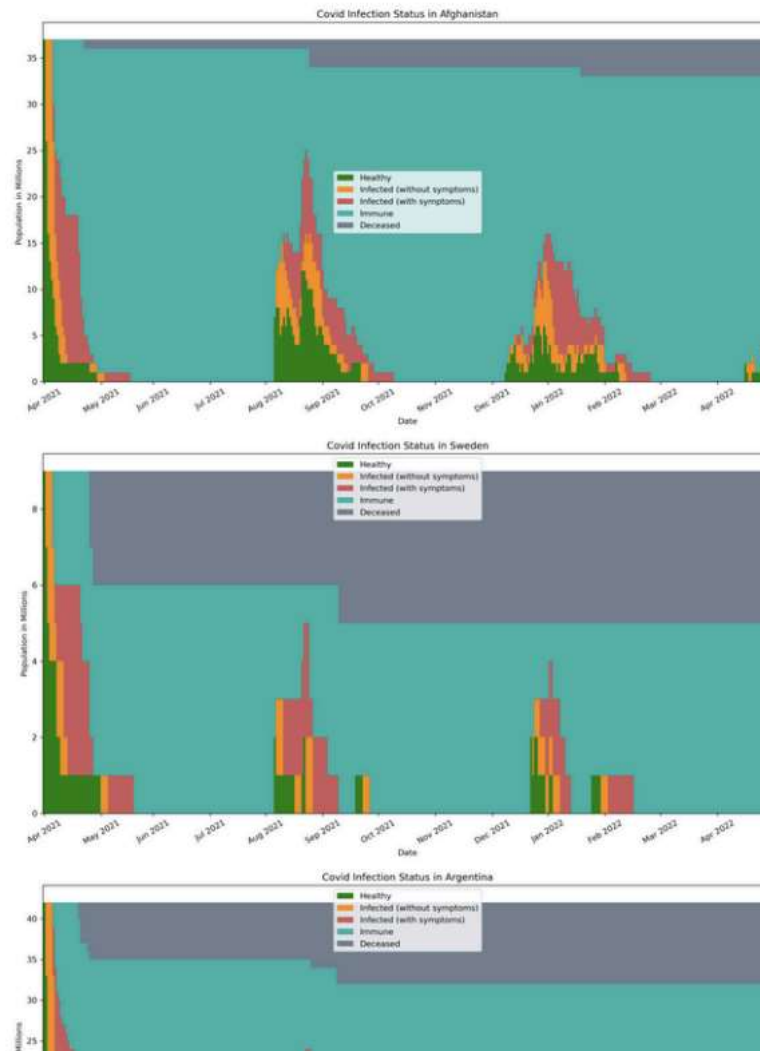 Covid Infection Status in Afghanistan
35
30
25
20
15
10
5
0
Population in Millions
Healthy
Infected (without symptoms)
Infected (with symptoms)
Immune
Deceased
Apr 2021
May 2021
Jun 2021
Jul 2021
Aug 2021
Sep 2021
Oct 2021
Nov 2021
Dec 2021
Jan 2022
Feb 2022
Mar 2022
Apr 2022
Date
Covid Infection Status in Sweden
8
6
4
2
0
Population in Millions
Healthy
Infected (without symptoms)
Infected (with symptoms)
Immune
Deceased
Apr 2021
May 2021
Jun 2021
Jul 2021
Aug 2021
Sep 2021
Oct 2021
Nov 2021
Dec 2021
Jan 2022
Feb 2022
Mar 2022
Apr 2022
Date
Covid Infection Status in Argentina
40
35
30
25
Millions
Healthy
Infected (without symptoms)
Infected (with symptoms)
Immune
Deceased